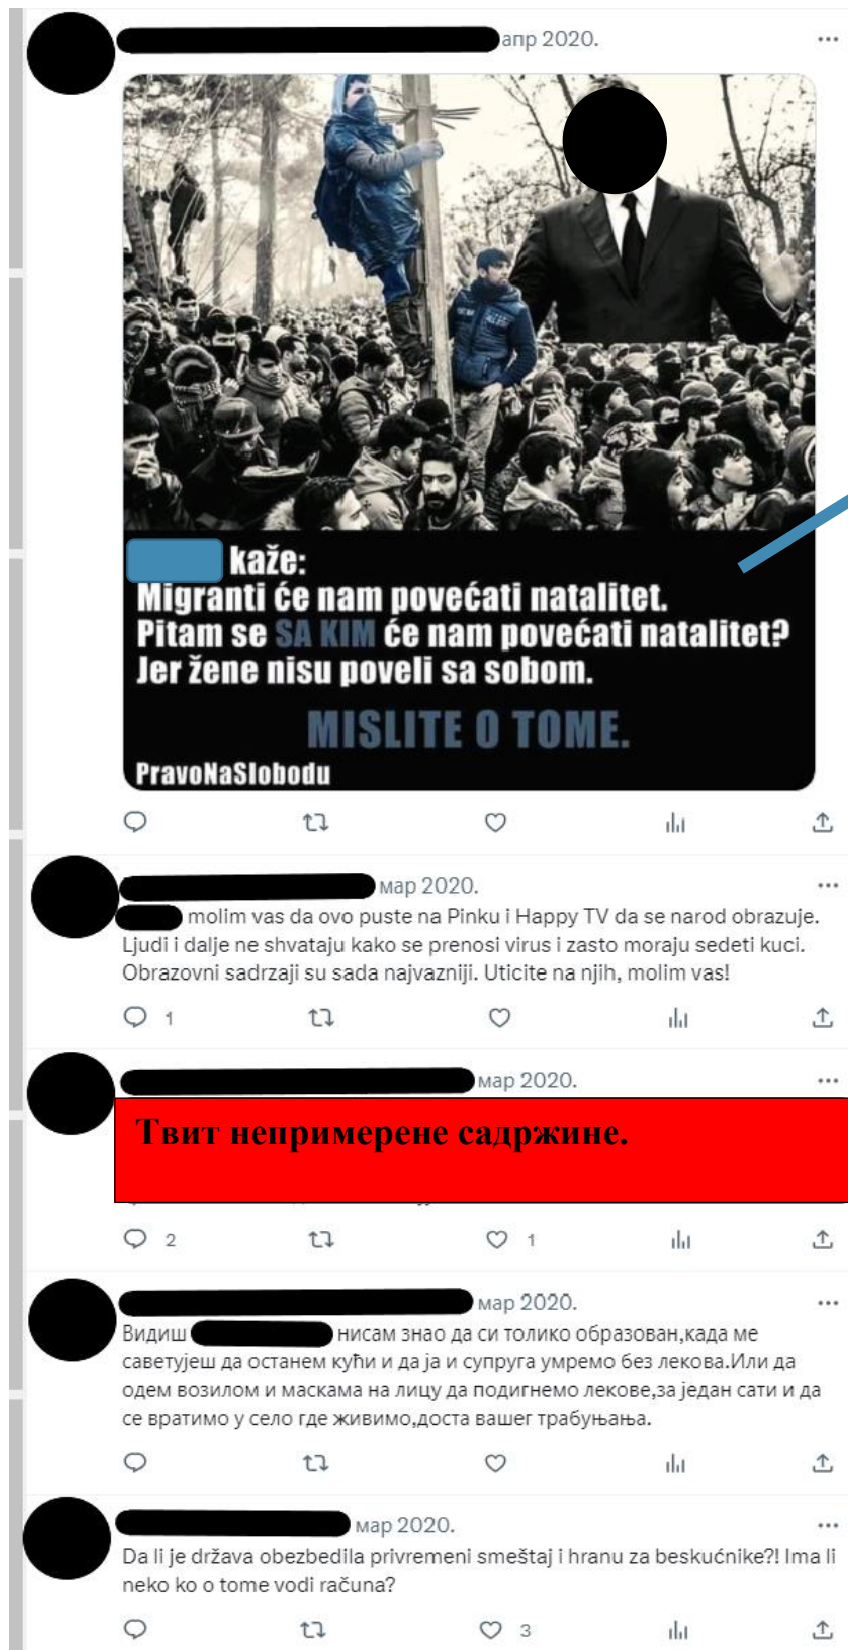 апр 2020.
kaže:
Migranti će nam povećati natalitet.
Pitam se SA KIM će nam povećati natalitet?
Jer žene nisu poveli sa sobom.
MISLITE O TOME.
PravoNaSlobodu
мар 2020.
molim vas da ovo puste na Pinku i Happy TV da se narod obrazuje.
Ljudi i dalje ne shvataju kako se prenosi virus i zasto moraju sedeti kuci.
Obrazovni sadrzaji su sada najvazniji. Uticite na njih, molim vas!
1
мар 2020.
Твит непримерене садржине.
2 1
мар 2020.
Видиш нисам знао да си толико образован,када ме
саветујеш да останем кући и да ја и супруга умремо без лекова.Или да
одем возилом и маскама на лицу да подигнемо лекове,за један сати и да
се вратимо у село где живимо,доста вашег трабуњања.
мар 2020.
Da li je država obezbedila privremeni smeštaj i hranu za beskućnike?! Ima li
neko ko o tome vodi računa?
3